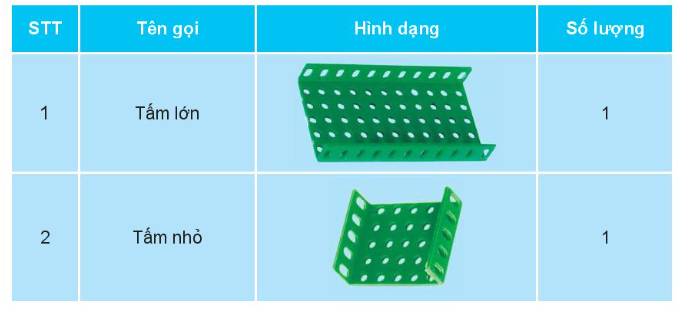 STT Tên gọi Hình dạng Số lượng
1 Tấm lớn 1
2 Tấm nhỏ 1